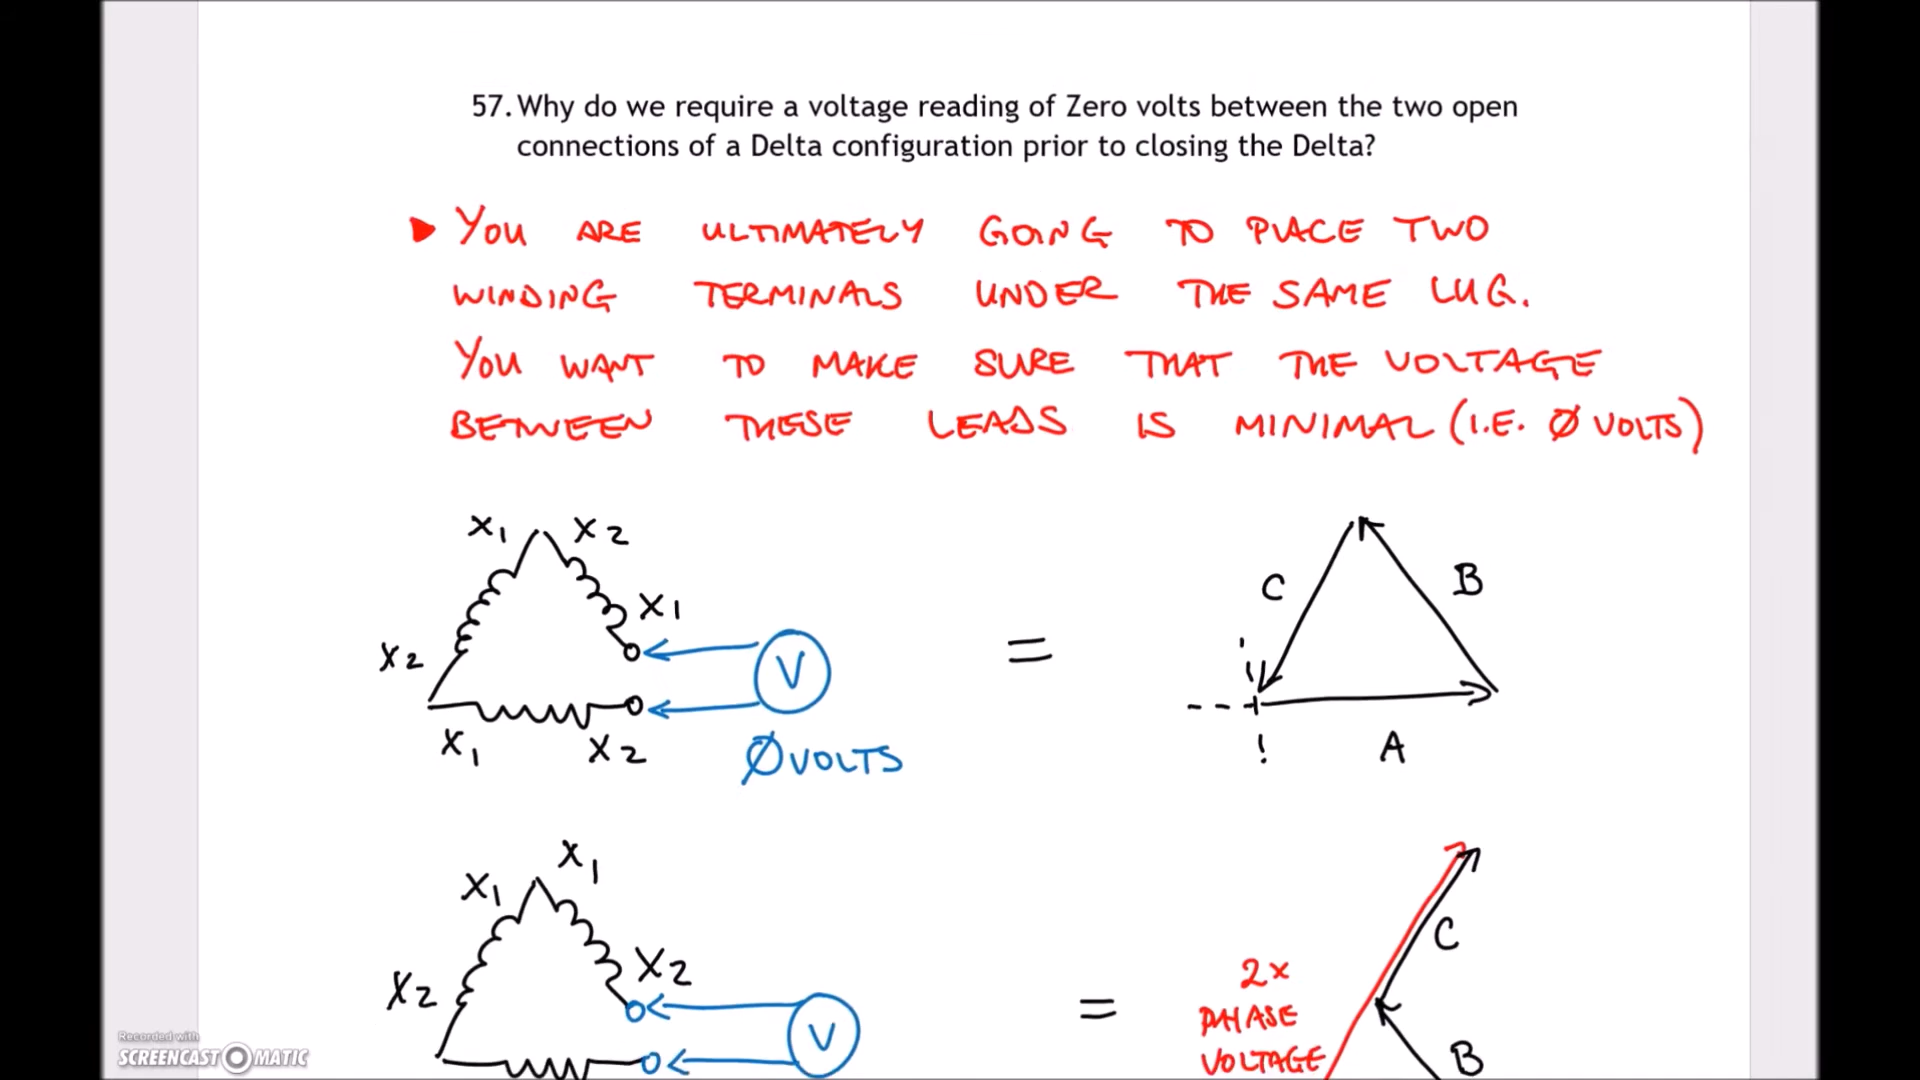 57. Why do we require a voltage reading of Zero volts between the two open
connections of a Delta configuration prior to closing the Delta?
YOU ARE ULTIMATELY GOING TO PLACE TWO
WINDING TERMINALS UNDER THE SAME LUG.
YOU WANT TO MAKE SURE THAT THE VOLTAGE
BETWEEN THESE LEADS IS MINIMAL (I.E. Ø VOLTS)
X1 X2
X1
X2
V
X1 X2
Ø VOLTS
=
C B
A
X1
X1
X2
X2
V
=
C
2X
PHASE
VOLTAGE
B
Recorded with
SCREENCAST-O-MATIC